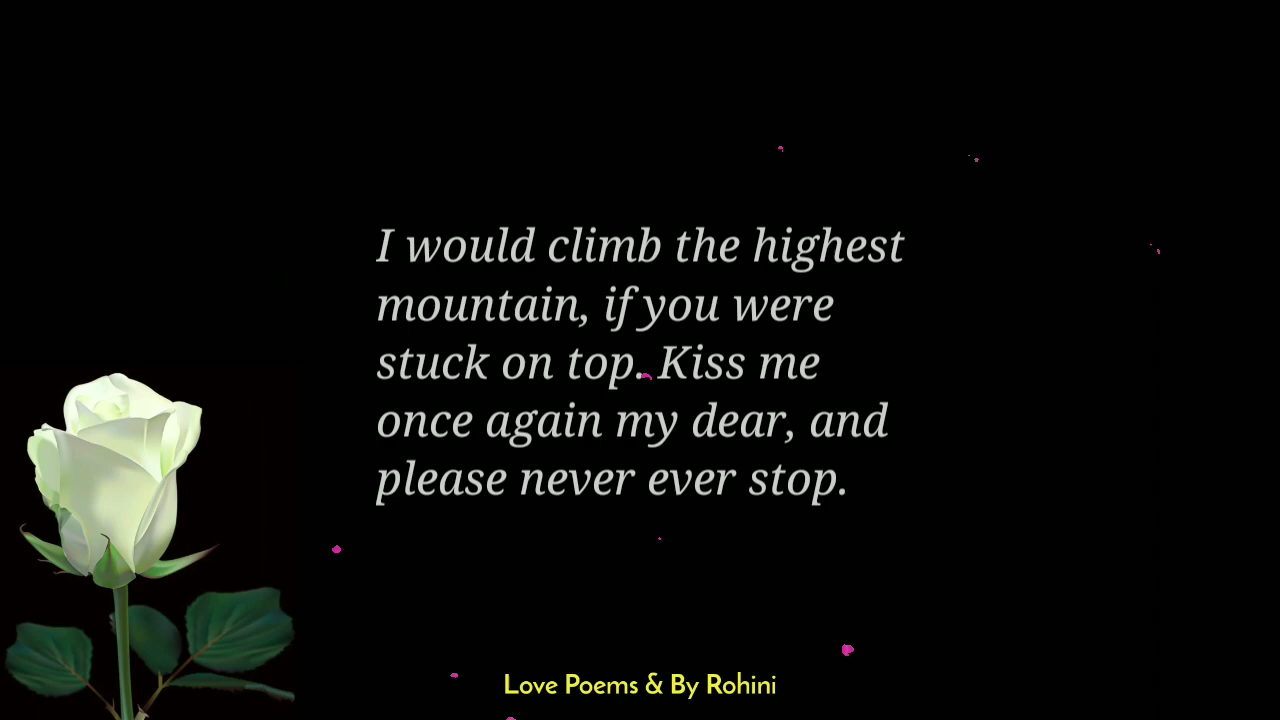 I would climb the highest
mountain, if you were
stuck on top. Kiss me
once again my dear, and
please never ever stop.
Love Poems & By Rohini